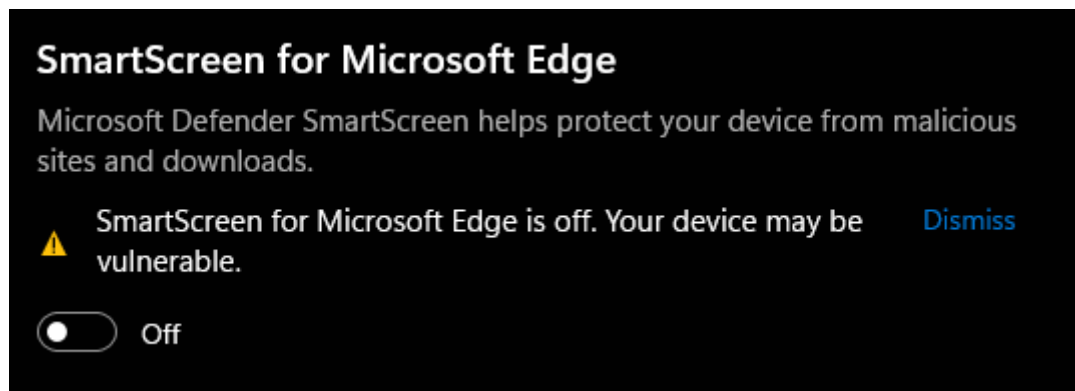 SmartScreen for Microsoft Edge
Microsoft Defender SmartScreen helps protect your device from malicious
sites and downloads.
SmartScreen for Microsoft Edge is off. Your device may be
vulnerable.
Dismiss
Off